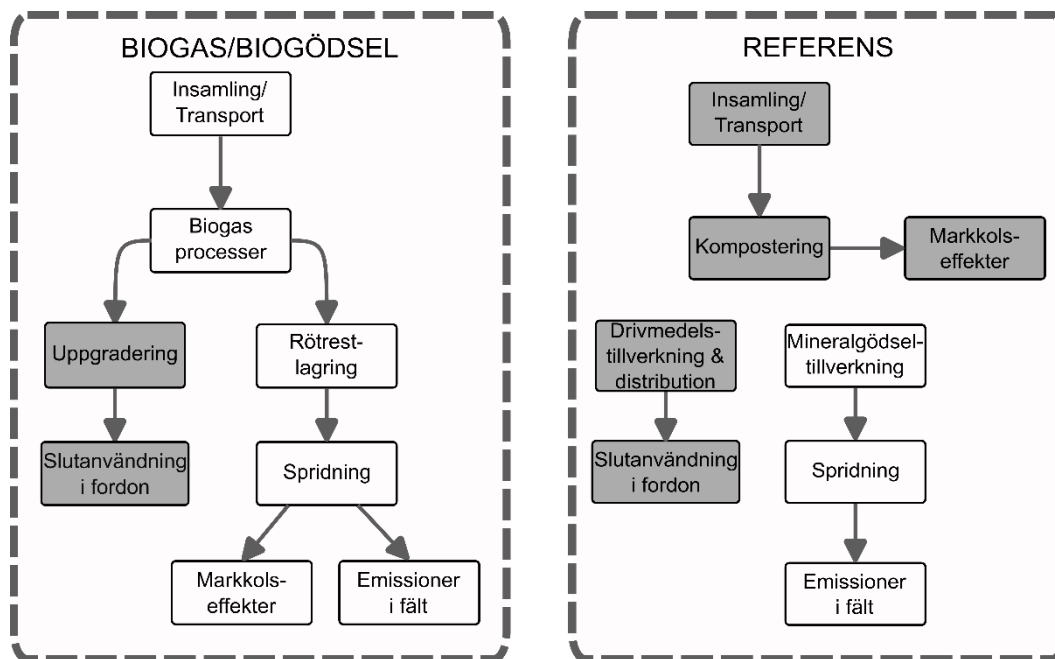 BIOGAS/BIOGÖDSEL
Insamling/
Transport
Biogas
processer
Uppgradering
Rötrest-
lagring
Slutanvändning
i fordon
Spridning
Markkols-
effekter
Emissioner
i fält
REFERENS
Insamling/
Transport
Kompostering
Markkols-
effekter
Drivmedels-
tillverkning &
distribution
Mineralgödsel-
tillverkning
Slutanvändning
i fordon
Spridning
Emissioner
i fält